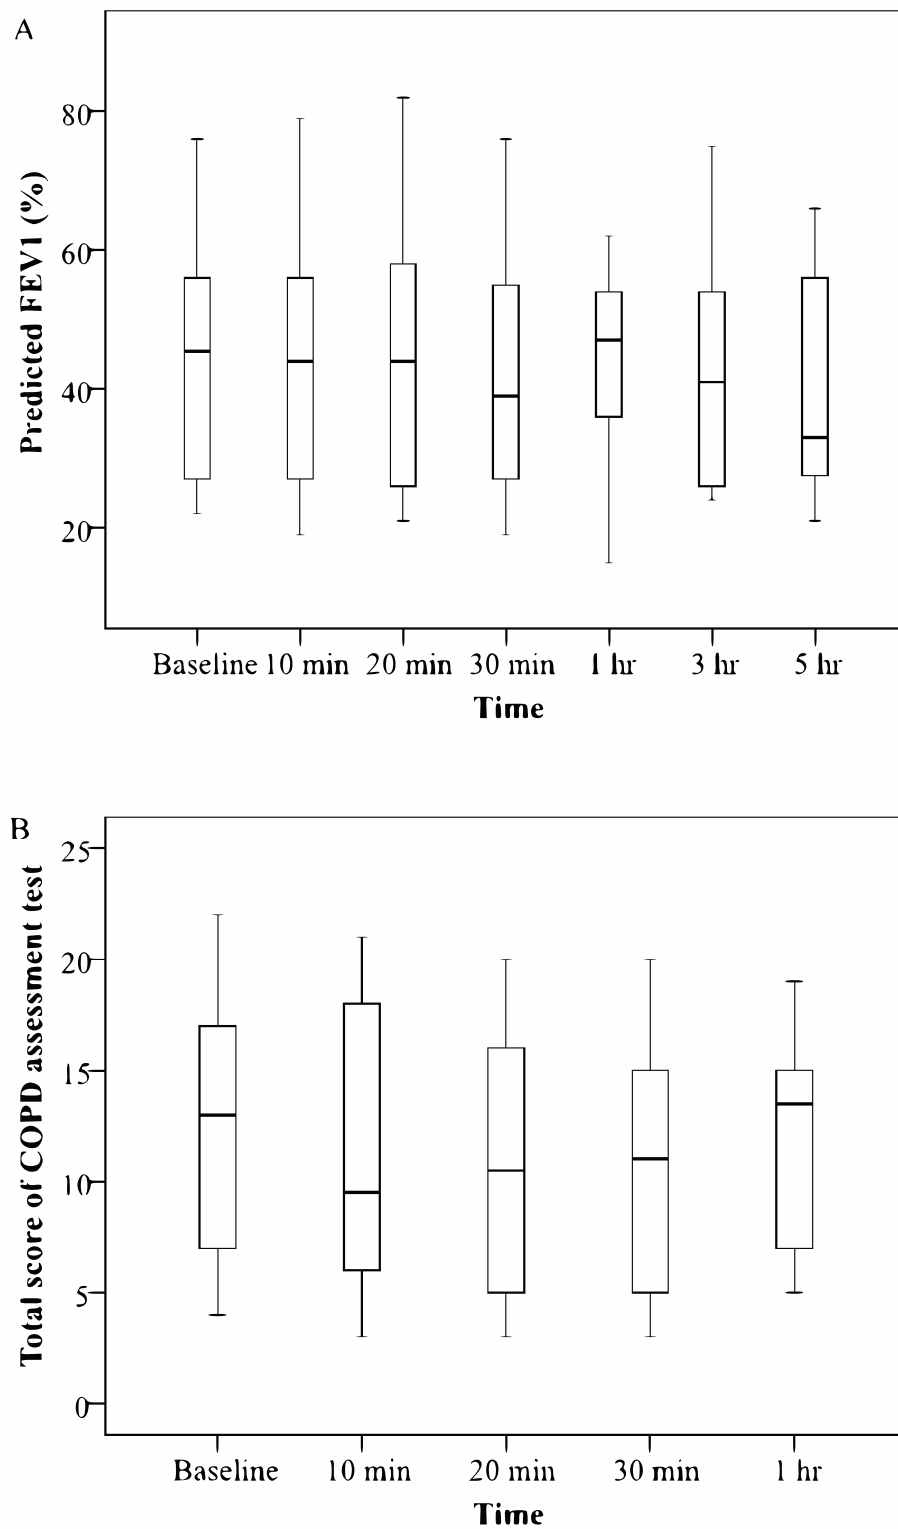 A
Predicted FEV1 (%)
80
60
40
20
Baseline 10 min 20 min 30 min 1 hr 3 hr 5 hr
Time
B
Total score of COPD assessment test
25
20
15
10
5
0
Baseline 10 min 20 min 30 min 1 hr
Time